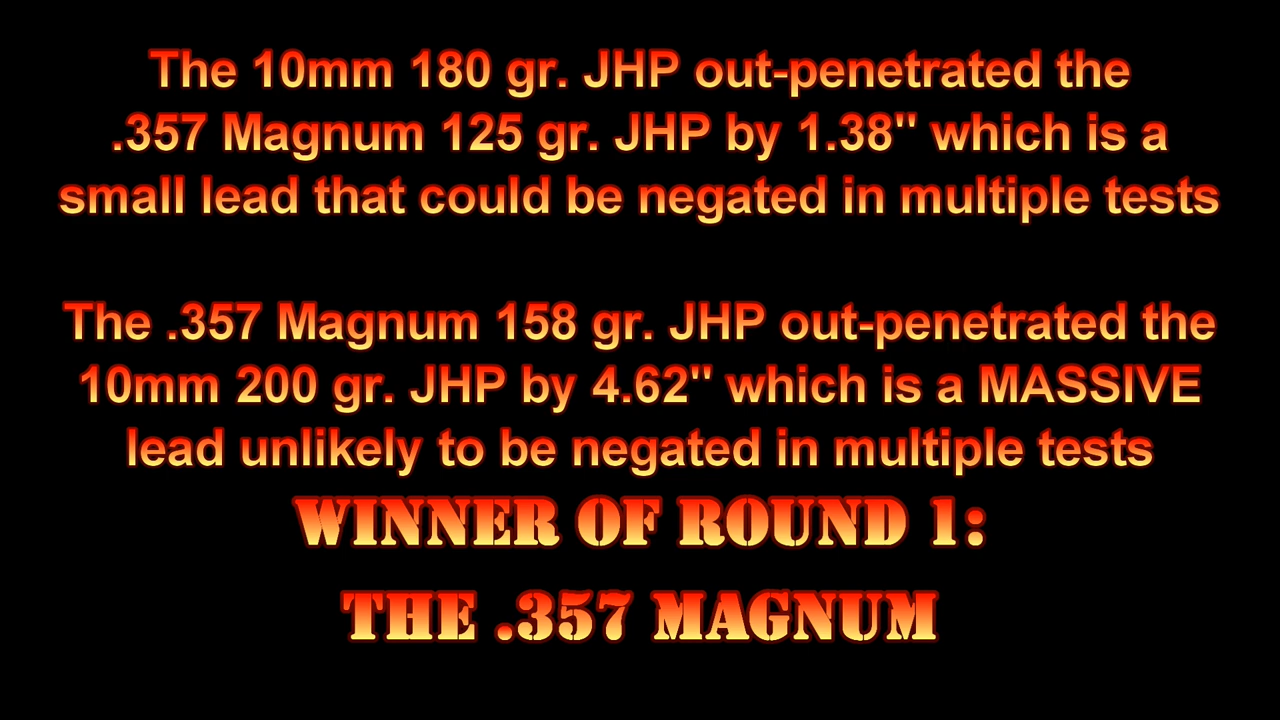 The 10mm 180 gr. JHP out-penetrated the
.357 Magnum 125 gr. JHP by 1.38" which is a
small lead that could be negated in multiple tests
The .357 Magnum 158 gr. JHP out-penetrated the
10mm 200 gr. JHP by 4.62" which is a MASSIVE
lead unlikely to be negated in multiple tests
WINNER OF ROUND 1:
THE .357 MAGNUM